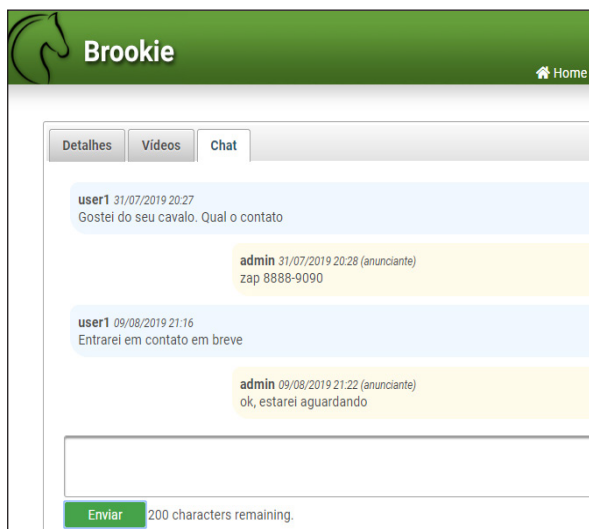 Brookie
Home
Detalhes Vídeos Chat
user1 31/07/2019 20:27
Gostei do seu cavalo. Qual o contato
admin 31/07/2019 20:28 (anunciante)
zap 8888-9090
user1 09/08/2019 21:16
Entrarei em contato em breve
admin 09/08/2019 21:22 (anunciante)
ok, estarei aguardando
Enviar 200 characters remaining.